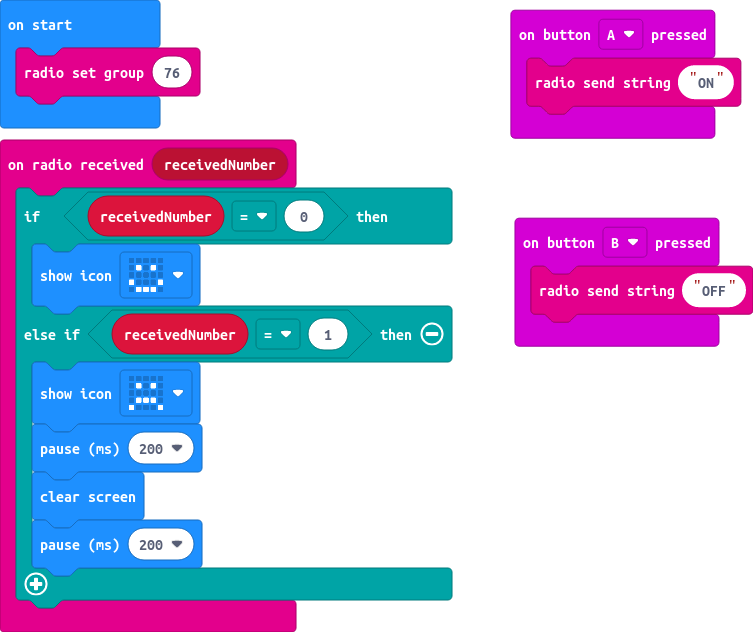 on start
radio set group 76
on radio received receivedNumber
if receivedNumber = 0 then
show icon
else if receivedNumber = 1 then
show icon
pause (ms) 200
clear screen
pause (ms) 200
on button A pressed
radio send string "ON"
on button B pressed
radio send string "OFF"